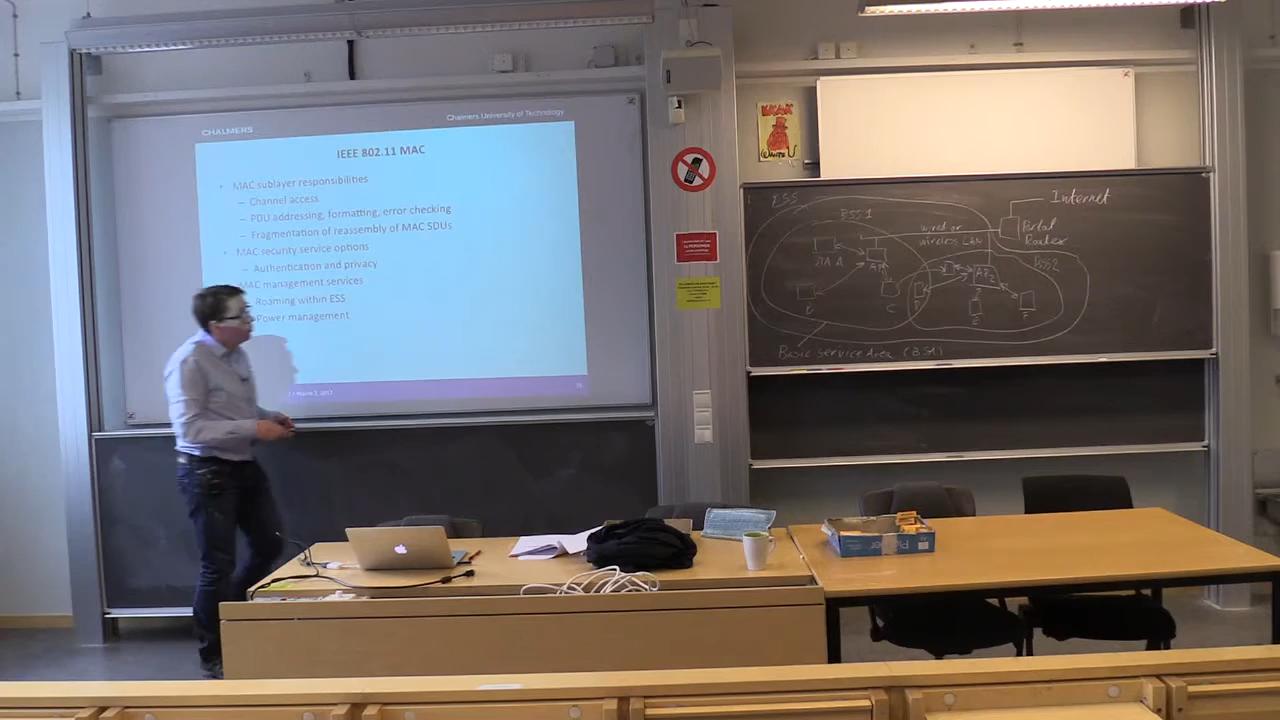 CHALMERS
Chalmers University of Technology
IEEE 802.11 MAC
• MAC sublayer responsibilities
– Channel access
– PDU addressing, formatting, error checking
– Fragmentation of reassembly of MAC SDUs
• MAC security service options
– Authentication and privacy
MAC management services
Roaming within ESS
Power management
ESS
BSS1
Internet
wired or
wireless LAN
Portal
Router
STA A
AP1
BSS2
AP2
C
E
F
Basic service Area (BSA)